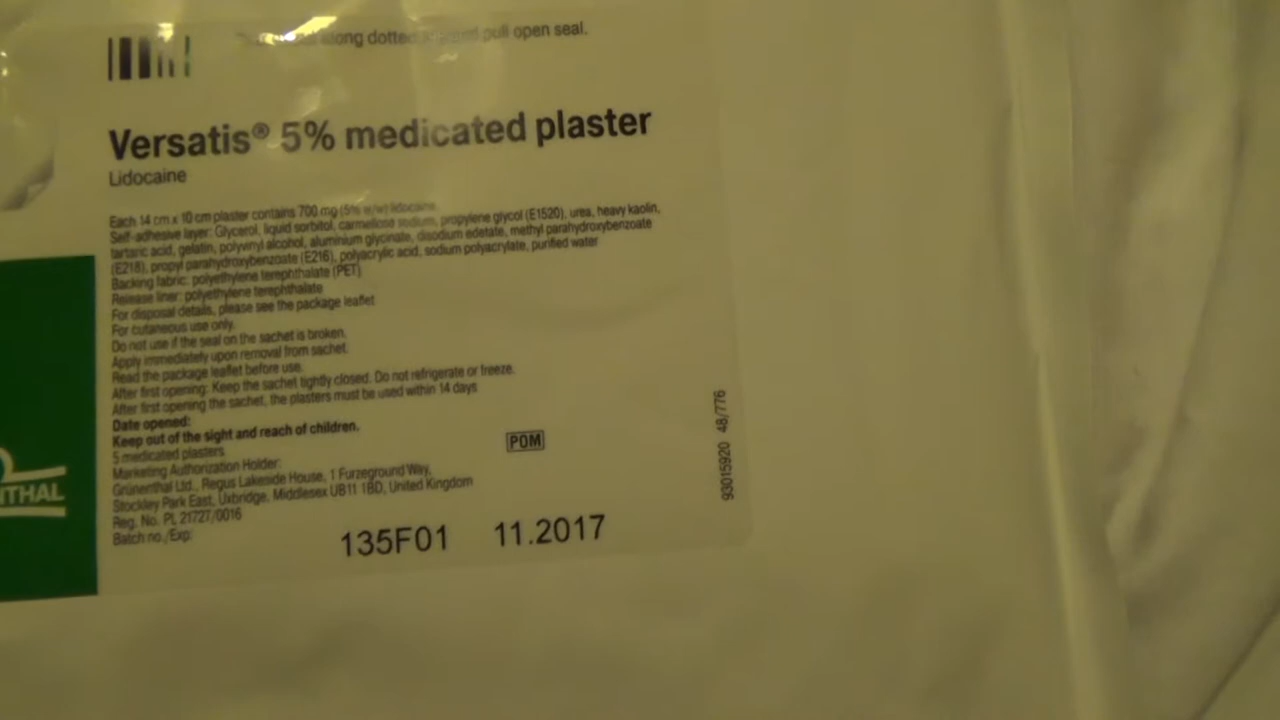 along dotted pull open seal.
Versatis® 5% medicated plaster
Lidocaine
Each 14 cm x 10 cm plaster contains 700 mg (5% w/w) lidocaine
Self-adhesive layer: Glycerol, liquid sorbitol, carmellose sodium, propylene glycol (E1520), urea, heavy kaolin,
tartaric acid, gelatin, polyvinyl alcohol, aluminium glycinate, disodium edetate, methyl parahydroxybenzoate
(E218), propyl parahydroxybenzoate (E216), polyacrylic acid, sodium polyacrylate, purified water
Backing fabric: polyethylene terephthalate (PET)
Release liner: polyethylene terephthalate
For disposal details, please see the package leaflet
For cutaneous use only.
Do not use if the seal on the sachet is broken.
Apply immediately upon removal from sachet.
Read the package leaflet before use.
After first opening: Keep the sachet tightly closed. Do not refrigerate or freeze.
After first opening the sachet, the plasters must be used within 14 days
Date opened:
Keep out of the sight and reach of children.
5 medicated plasters
POM
Marketing Authorization Holder:
Grünenthal Ltd., Regus Lakeside House, 1 Furzeground Way,
Stockley Park East, Uxbridge, Middlesex UB11 1BD, United Kingdom
Reg. No. PL 21727/0016
Batch no./Exp:
135F01 11.2017
93015920 48/776
NTHAL